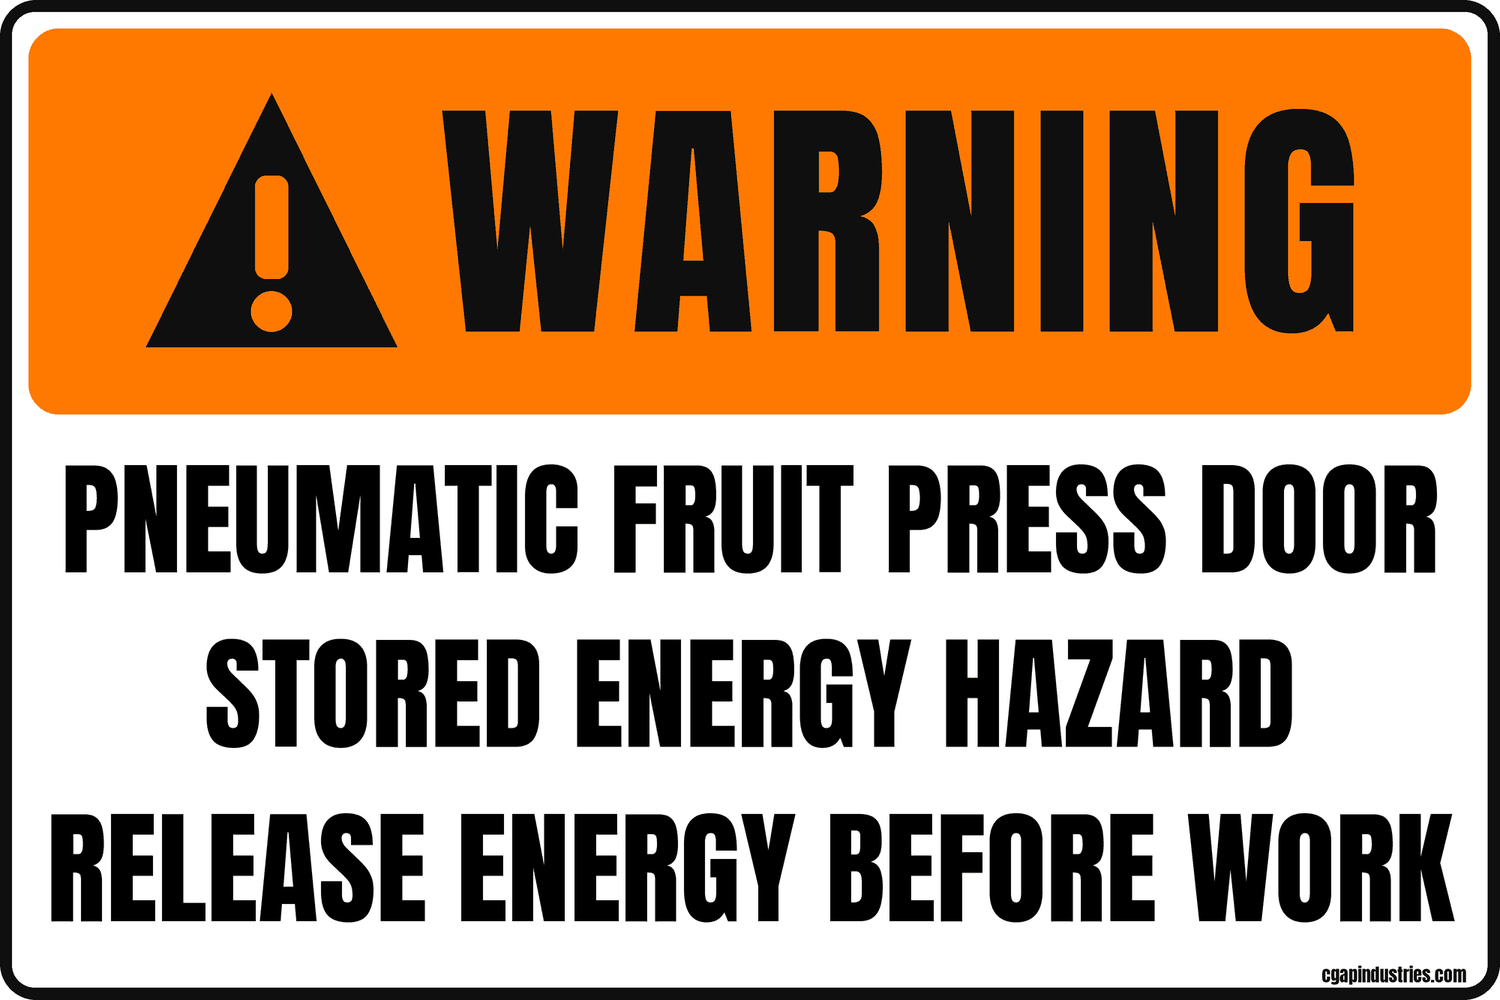 WARNING
PNEUMATIC FRUIT PRESS DOOR
STORED ENERGY HAZARD
RELEASE ENERGY BEFORE WORK
cgapindustries.com